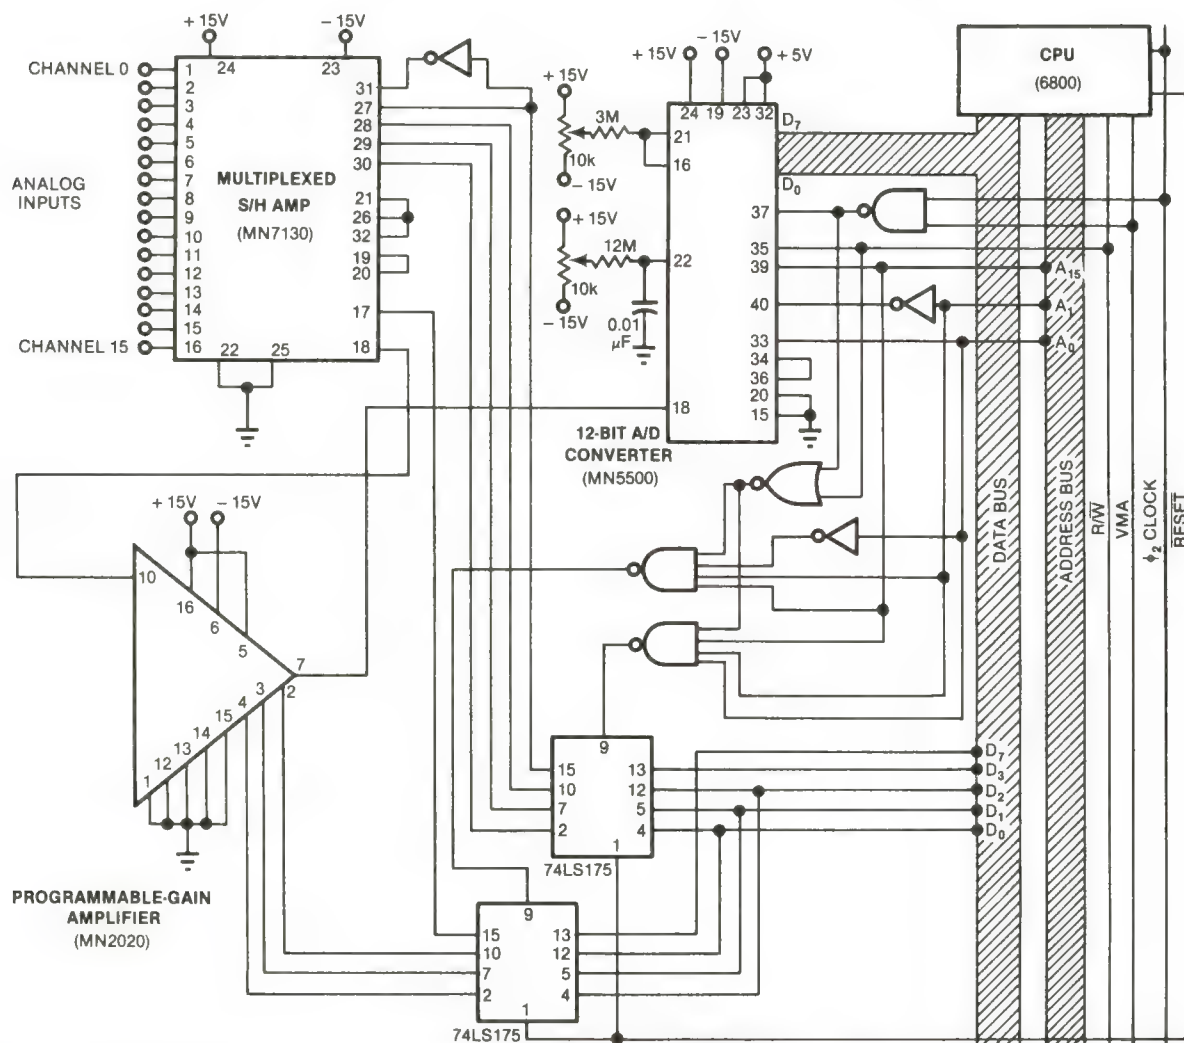 + 15V
- 15V
24
23
CHANNEL 0
CHANNEL 15
ANALOG
INPUTS
1
2
3
4
5
6
7
8
9
10
11
12
13
14
15
16
MULTIPLEXED
S/H AMP
(MN7130)
31
27
28
29
30
21
26
32
19
20
17
18
22
25
+ 15V
3M
10k
- 15V
+ 15V
12M
10k
- 15V
0.01
µF
+ 15V
- 15V
+ 5V
24
19
23
32
21
16
22
18
37
35
39
40
33
34
36
20
15
12-BIT A/D
CONVERTER
(MN5500)
D7
D0
CPU
(6800)
A15
A1
A0
DATA BUS
ADDRESS BUS
R/W̅
VMA
ϕ2 CLOCK
R̅E̅S̅E̅T̅
+ 15V
- 15V
10
16
6
5
7
2
3
4
15
14
13
12
1
PROGRAMMABLE-GAIN
AMPLIFIER
(MN2020)
9
15
10
7
2
13
12
5
4
1
74LS175
D7
D3
D2
D1
D0
9
15
10
7
2
13
12
5
4
1
74LS175